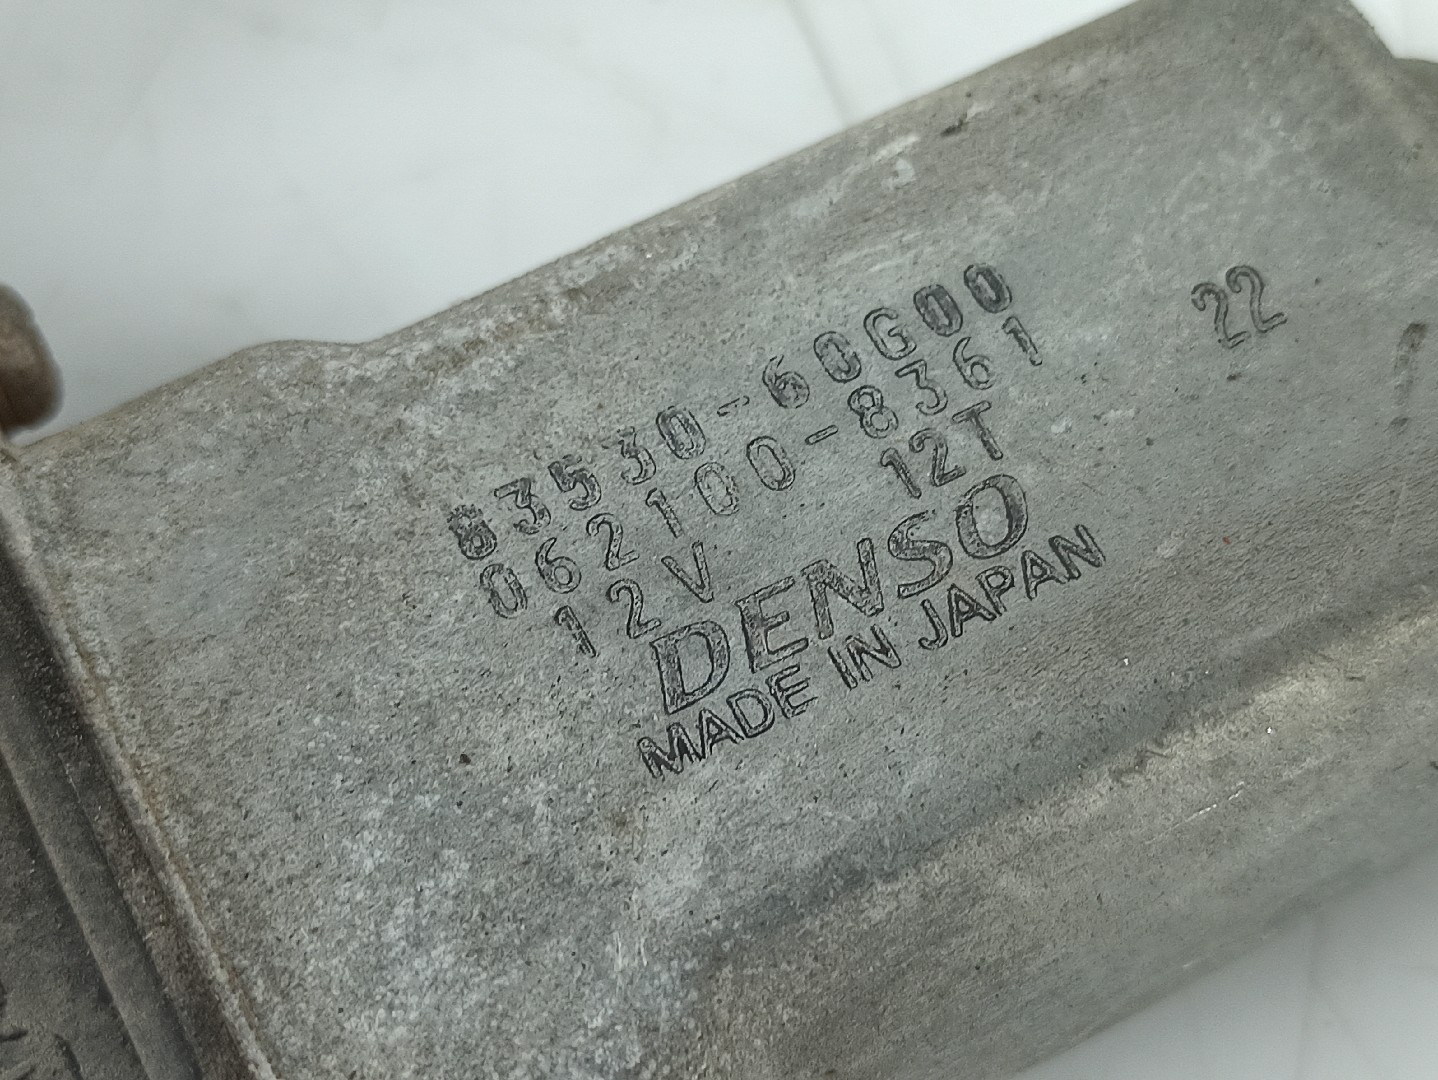 83530-60G00
062100-8361 22
12V 12T
DENSO
MADE IN JAPAN